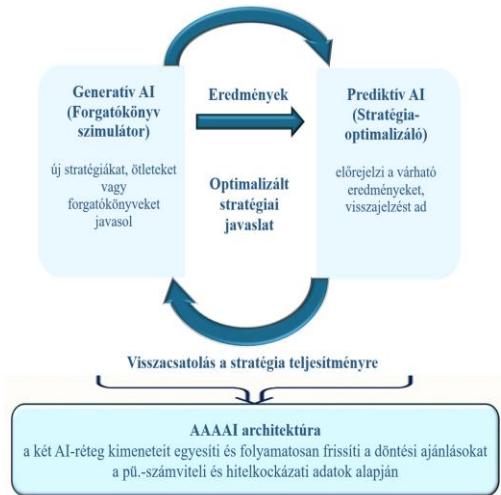 Generatív AI
(Forgatókönyv
szimulátor)
új stratégiákat, ötleteket
vagy
forgatókönyveket
javasol
Eredmények
Optimalizált
stratégiai
javaslat
Prediktív AI
(Stratégia-
optimalizáló)
előrejelzi a várható
eredményeket,
visszajelzést ad
Visszacsatolás a stratégia teljesítményre
AAAAI architektúra
a két AI-réteg kimeneteit egyesíti és folyamatosan frissíti a döntési ajánlásokat
a pü.-számviteli és hitelkockázati adatok alapján